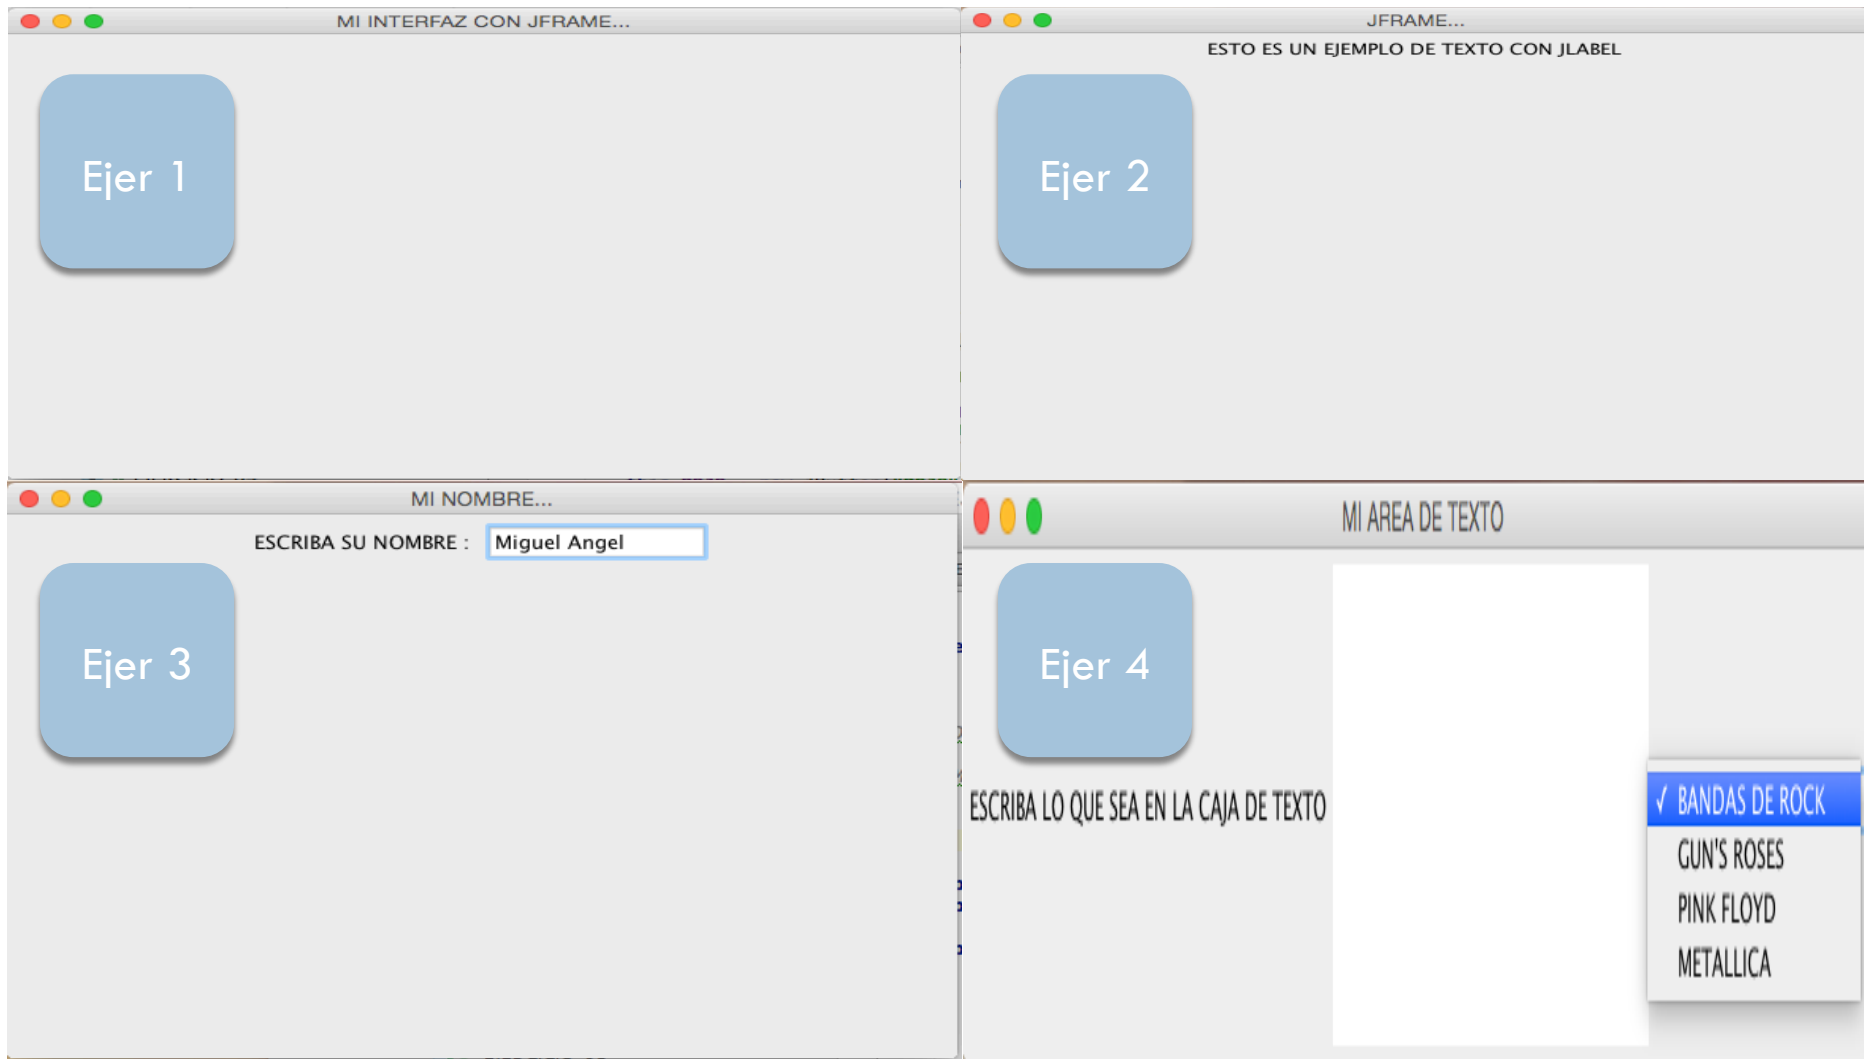 MI INTERFAZ CON JFRAME...
Ejer 1
JFRAME...
ESTO ES UN EJEMPLO DE TEXTO CON JLABEL
Ejer 2
MI NOMBRE...
ESCRIBA SU NOMBRE : Miguel Angel
Ejer 3
MI AREA DE TEXTO
Ejer 4
ESCRIBA LO QUE SEA EN LA CAJA DE TEXTO
✓ BANDAS DE ROCK
GUN'S ROSES
PINK FLOYD
METALLICA